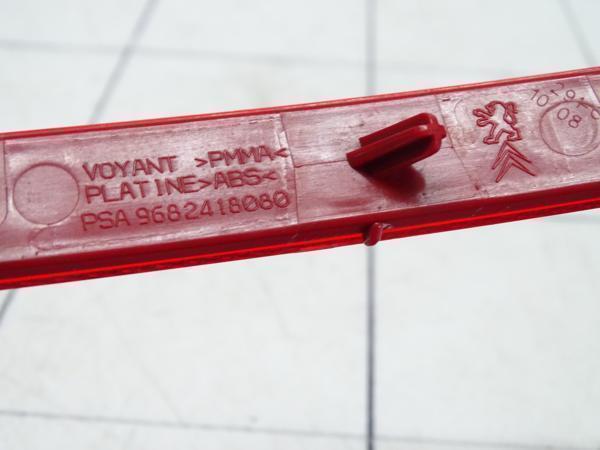 VOYANT >PMMA<
PLATINE>ABS<
PSA 9682418080